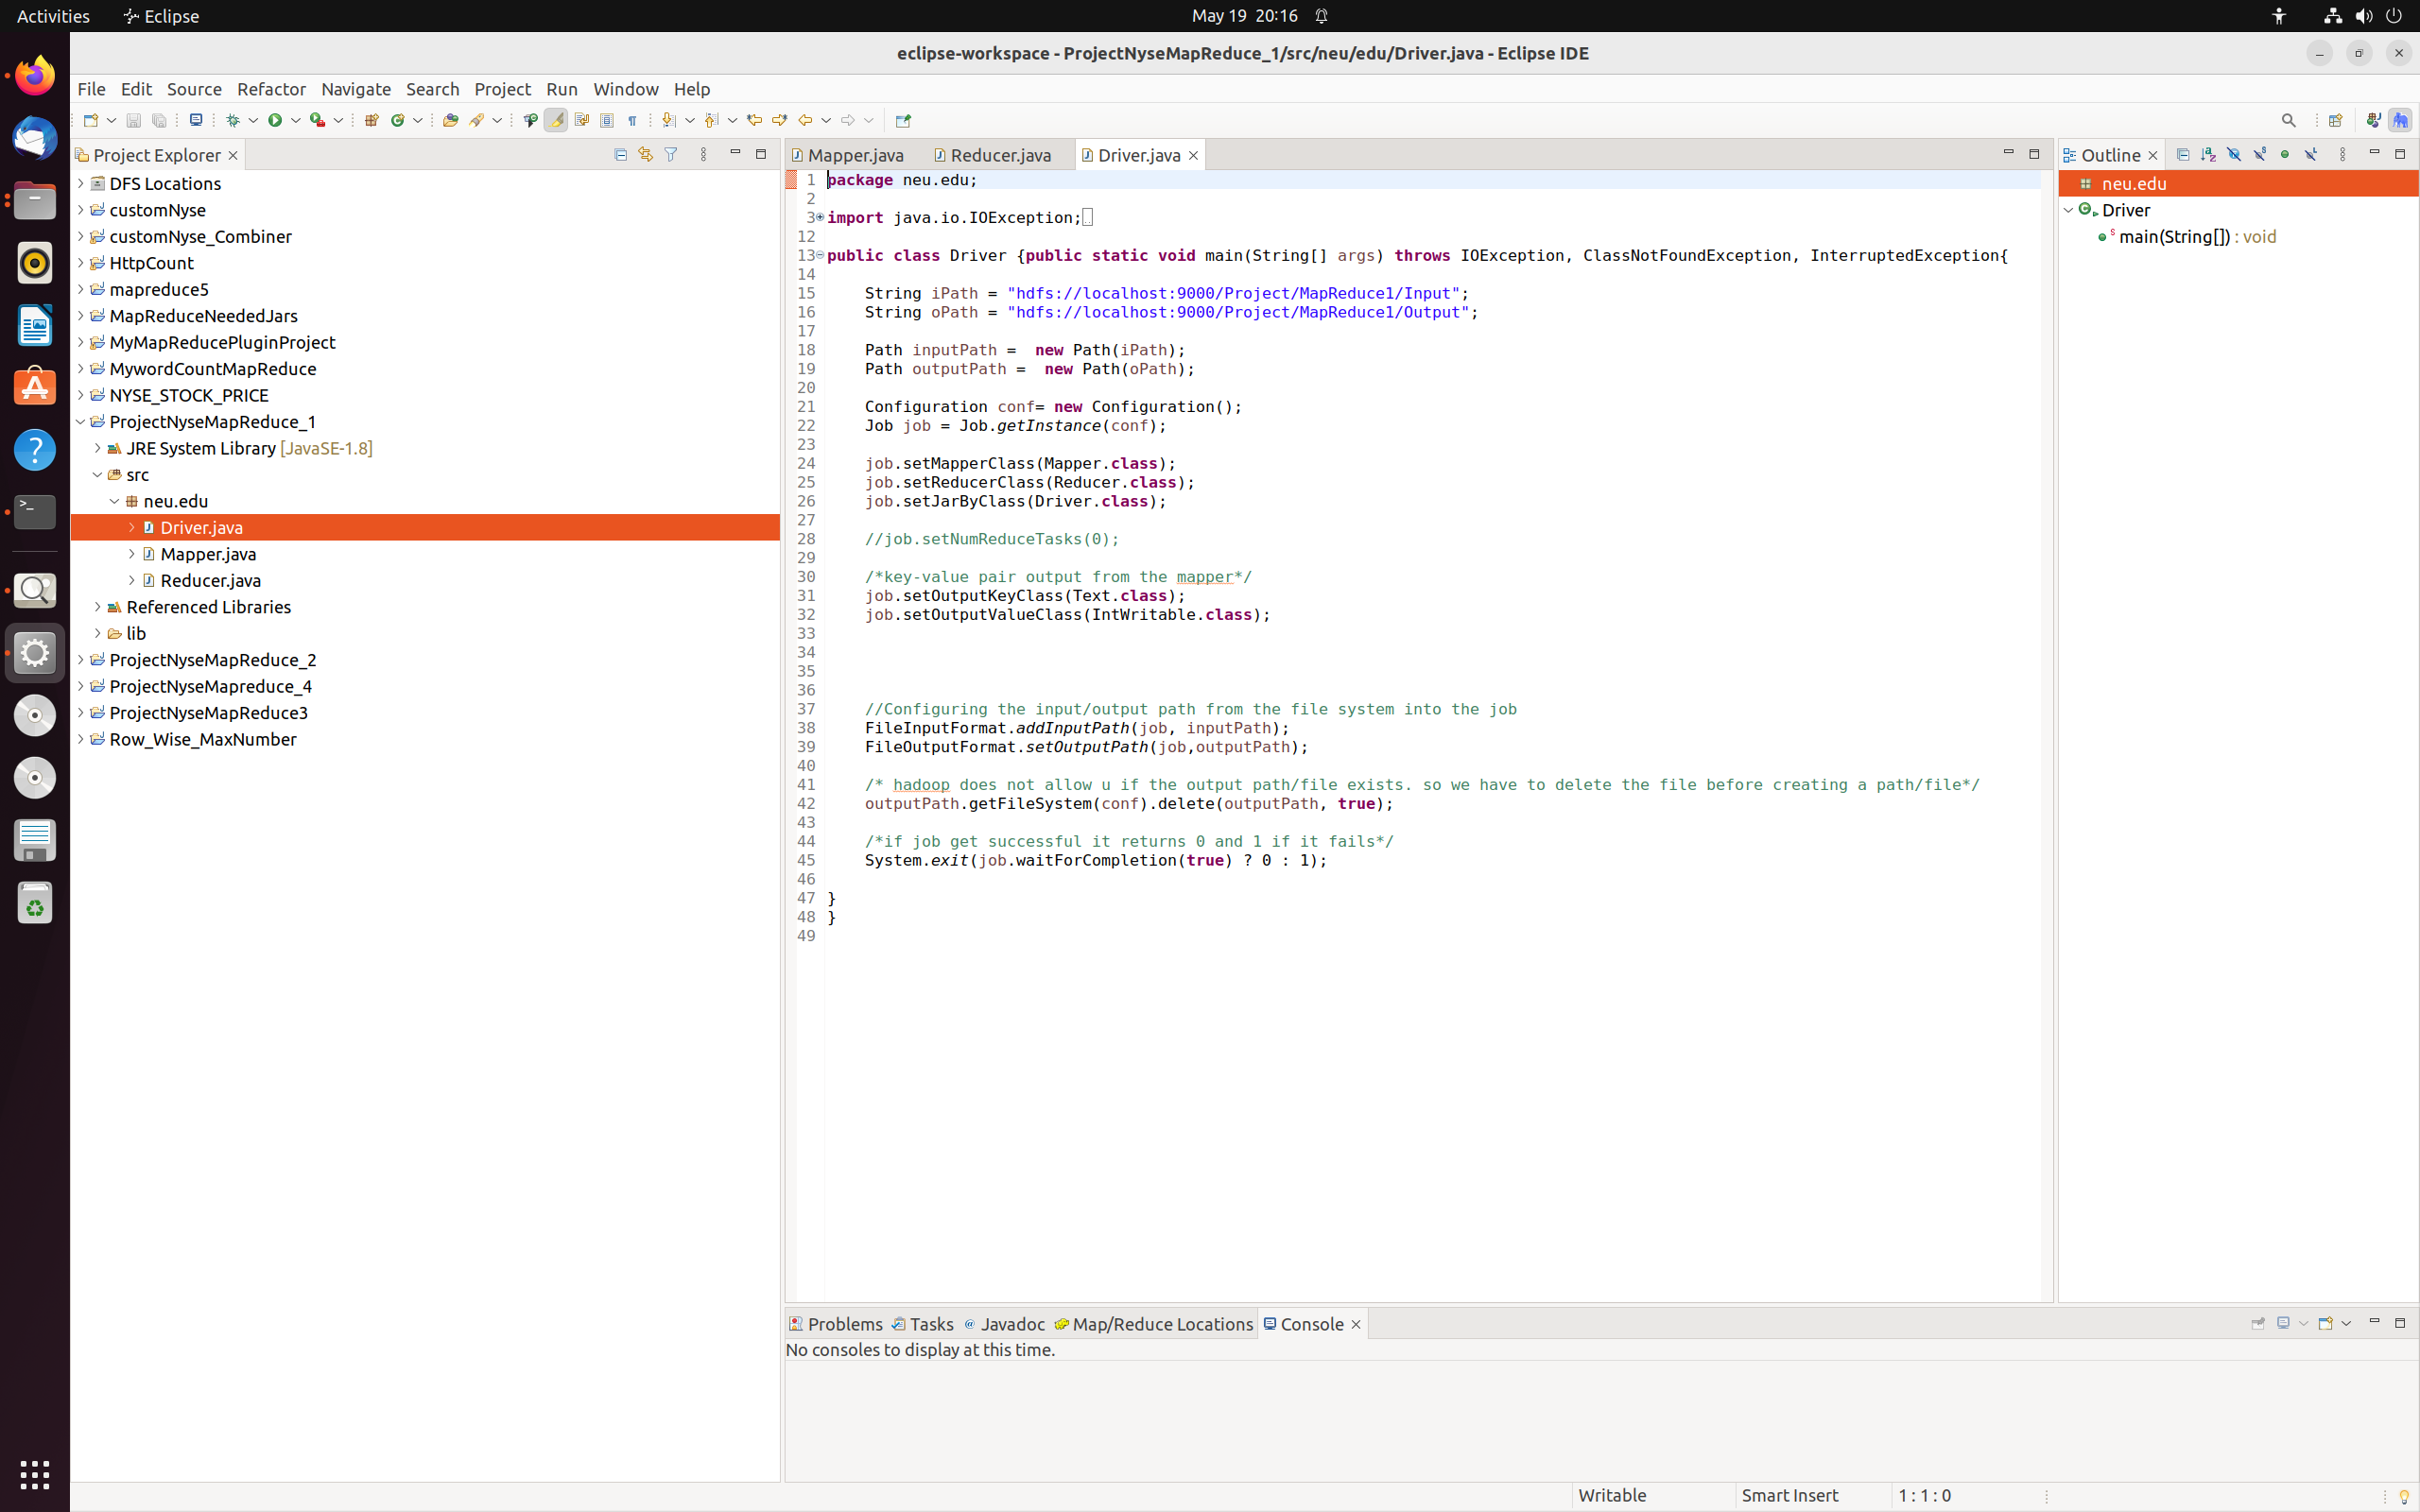 Activities
Eclipse
May 19 20:16
eclipse-workspace - ProjectNyseMapReduce_1/src/neu/edu/Driver.java - Eclipse IDE
File Edit Source Refactor Navigate Search Project Run Window Help
Project Explorer
DFS Locations
customNyse
customNyse_Combiner
HttpCount
mapreduce5
MapReduceNeededJars
MyMapReducePluginProject
MywordCountMapReduce
NYSE_STOCK_PRICE
ProjectNyseMapReduce_1
JRE System Library [JavaSE-1.8]
src
neu.edu
Driver.java
Mapper.java
Reducer.java
Referenced Libraries
lib
ProjectNyseMapReduce_2
ProjectNyseMapreduce_4
ProjectNyseMapReduce3
Row_Wise_MaxNumber
Mapper.java Reducer.java Driver.java
1 package neu.edu;
2
3 import java.io.IOException;
12
13 public class Driver {public static void main(String[] args) throws IOException, ClassNotFoundException, InterruptedException{
14
15 String iPath = "hdfs://localhost:9000/Project/MapReduce1/Input";
16 String oPath = "hdfs://localhost:9000/Project/MapReduce1/Output";
17
18 Path inputPath =  new Path(iPath);
19 Path outputPath =  new Path(oPath);
20
21 Configuration conf= new Configuration();
22 Job job = Job.getInstance(conf);
23
24 job.setMapperClass(Mapper.class);
25 job.setReducerClass(Reducer.class);
26 job.setJarByClass(Driver.class);
27
28 //job.setNumReduceTasks(0);
29
30 /*key-value pair output from the mapper*/
31 job.setOutputKeyClass(Text.class);
32 job.setOutputValueClass(IntWritable.class);
33
34
35
36
37 //Configuring the input/output path from the file system into the job
38 FileInputFormat.addInputPath(job, inputPath);
39 FileOutputFormat.setOutputPath(job,outputPath);
40
41 /* hadoop does not allow u if the output path/file exists. so we have to delete the file before creating a path/file*/
42 outputPath.getFileSystem(conf).delete(outputPath, true);
43
44 /*if job get successful it returns 0 and 1 if it fails*/
45 System.exit(job.waitForCompletion(true) ? 0 : 1);
46
47 }
48 }
49
Outline
neu.edu
Driver
main(String[]) : void
Problems Tasks Javadoc Map/Reduce Locations Console
No consoles to display at this time.
Writable
Smart Insert
1 : 1 : 0